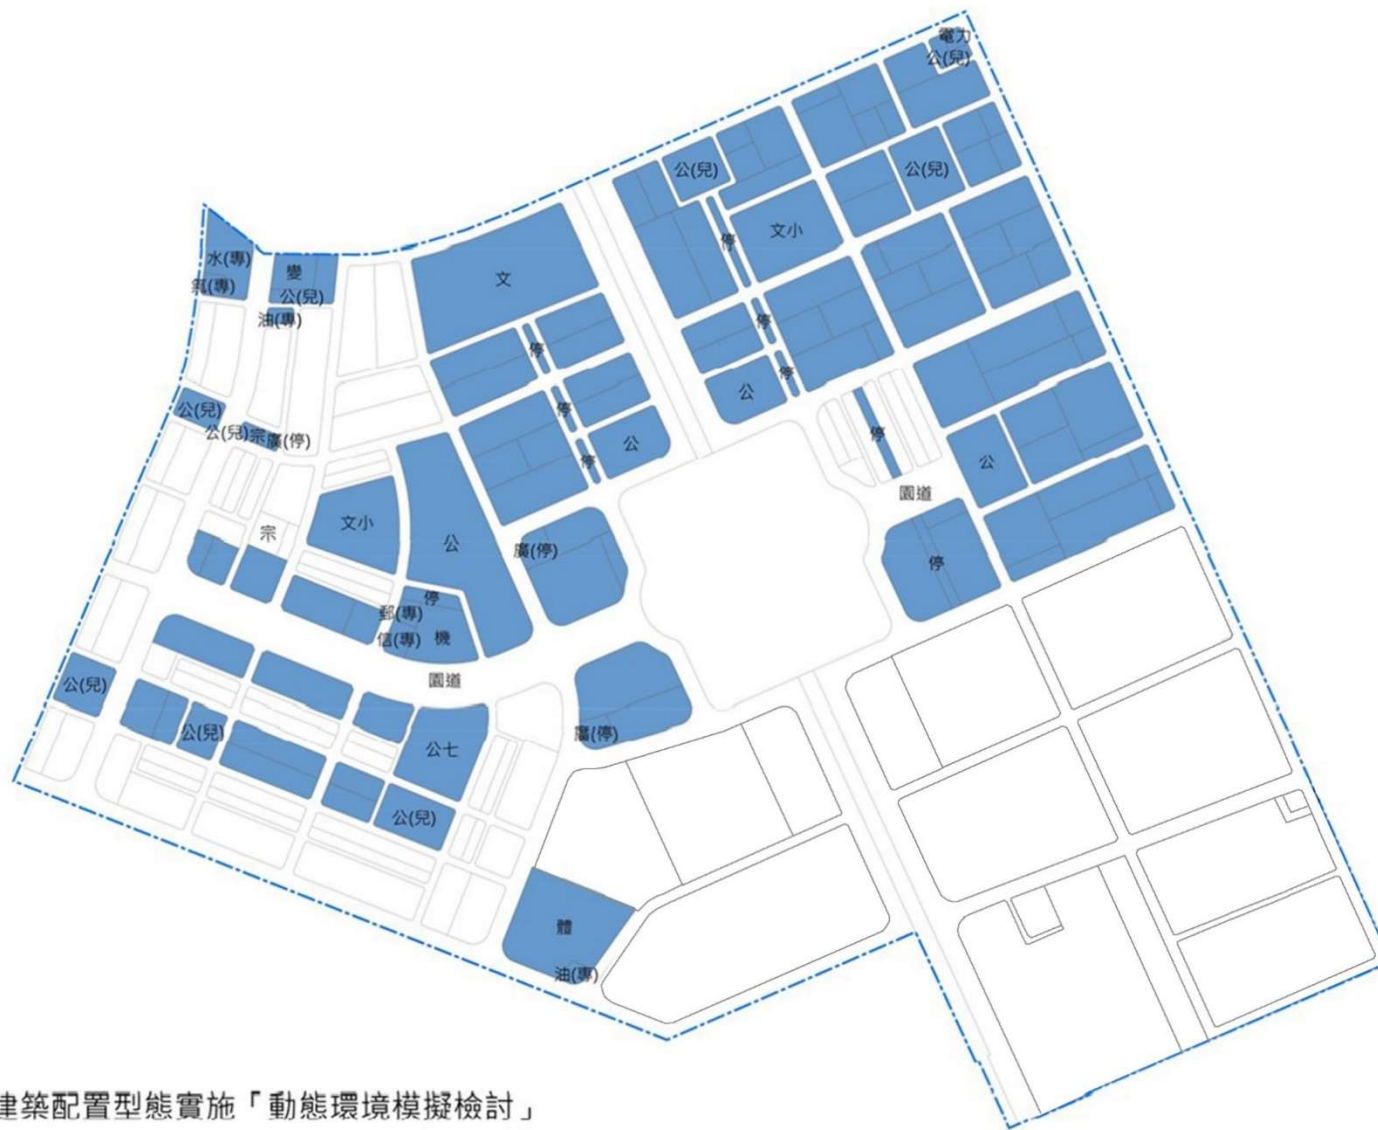 電力
公(兒)
公(兒)
公(兒)
停
文小
水(專)
氣(專)
變
公(兒)
油(專)
文
停
停
停
公
停
停
公
停
公(兒)
公(兒)
宗
廣(停)
停
公
園道
宗
文小
公
廣(停)
停
停
郵(專)
信(專)
機
園道
公(兒)
公(兒)
公七
廣(停)
公(兒)
體
油(專)
建築配置型態實施「動態環境模擬檢討」